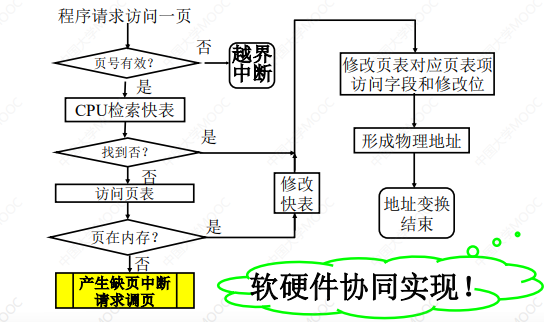 程序请求访问一页
页号有效?
否
越界
中断
是
CPU检索快表
找到否?
是
否
访问页表
页在内存?
是
否
产生缺页中断
请求调页
修改
快表
修改页表对应页表项
访问字段和修改位
形成物理地址
地址变换
结束
软硬件协同实现!